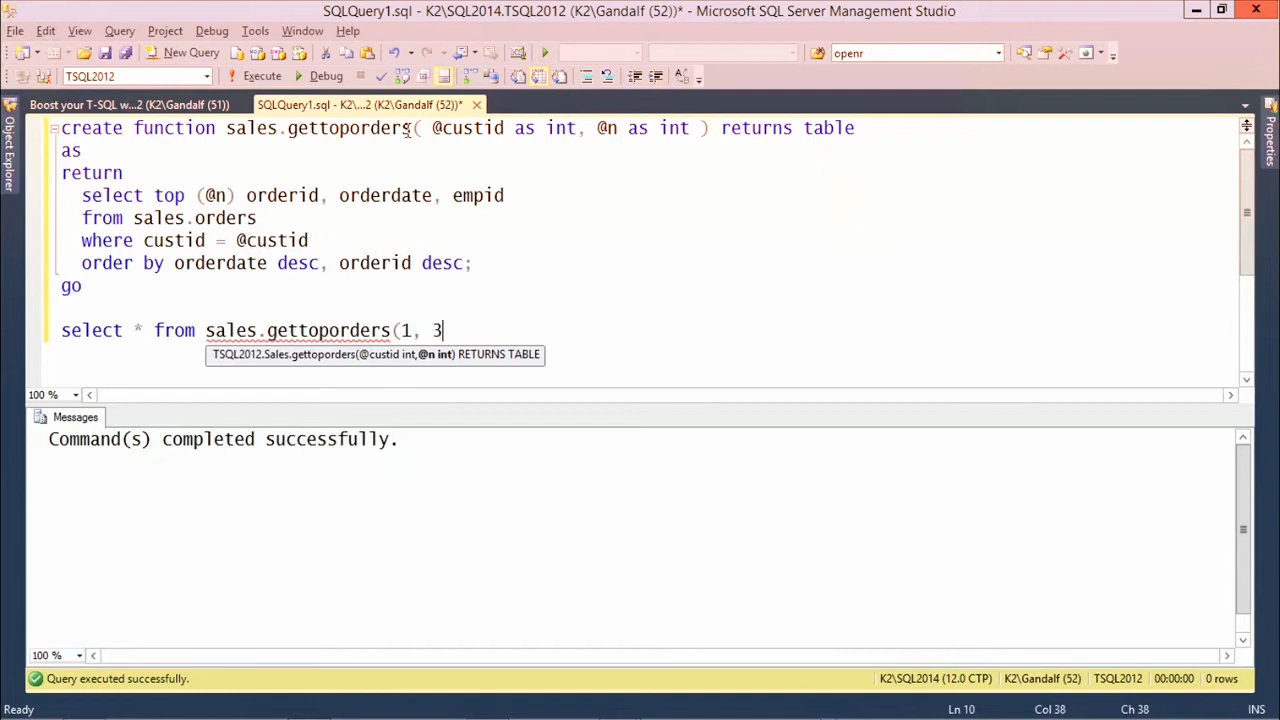 SQLQuery1.sql - K2\SQL2014.TSQL2012 (K2\Gandalf (52))* - Microsoft SQL Server Management Studio
File Edit View Query Project Debug Tools Window Help
New Query openr
TSQL2012 Execute Debug
Boost your T-SQL w...2 (K2\Gandalf (51)) SQLQuery1.sql - K2\...2 (K2\Gandalf (52))*
Object Explorer
Properties
create function sales.gettoporders( @custid as int, @n as int ) returns table
as
return
select top (@n) orderid, orderdate, empid
from sales.orders
where custid = @custid
order by orderdate desc, orderid desc;
go
select * from sales.gettoporders(1, 3
TSQL2012.Sales.gettoporders(@custid int,@n int) RETURNS TABLE
100 %
Messages
Command(s) completed successfully.
100 %
Query executed successfully. K2\SQL2014 (12.0 CTP) K2\Gandalf (52) TSQL2012 00:00:00 0 rows
Ready Ln 10 Col 38 Ch 38 INS